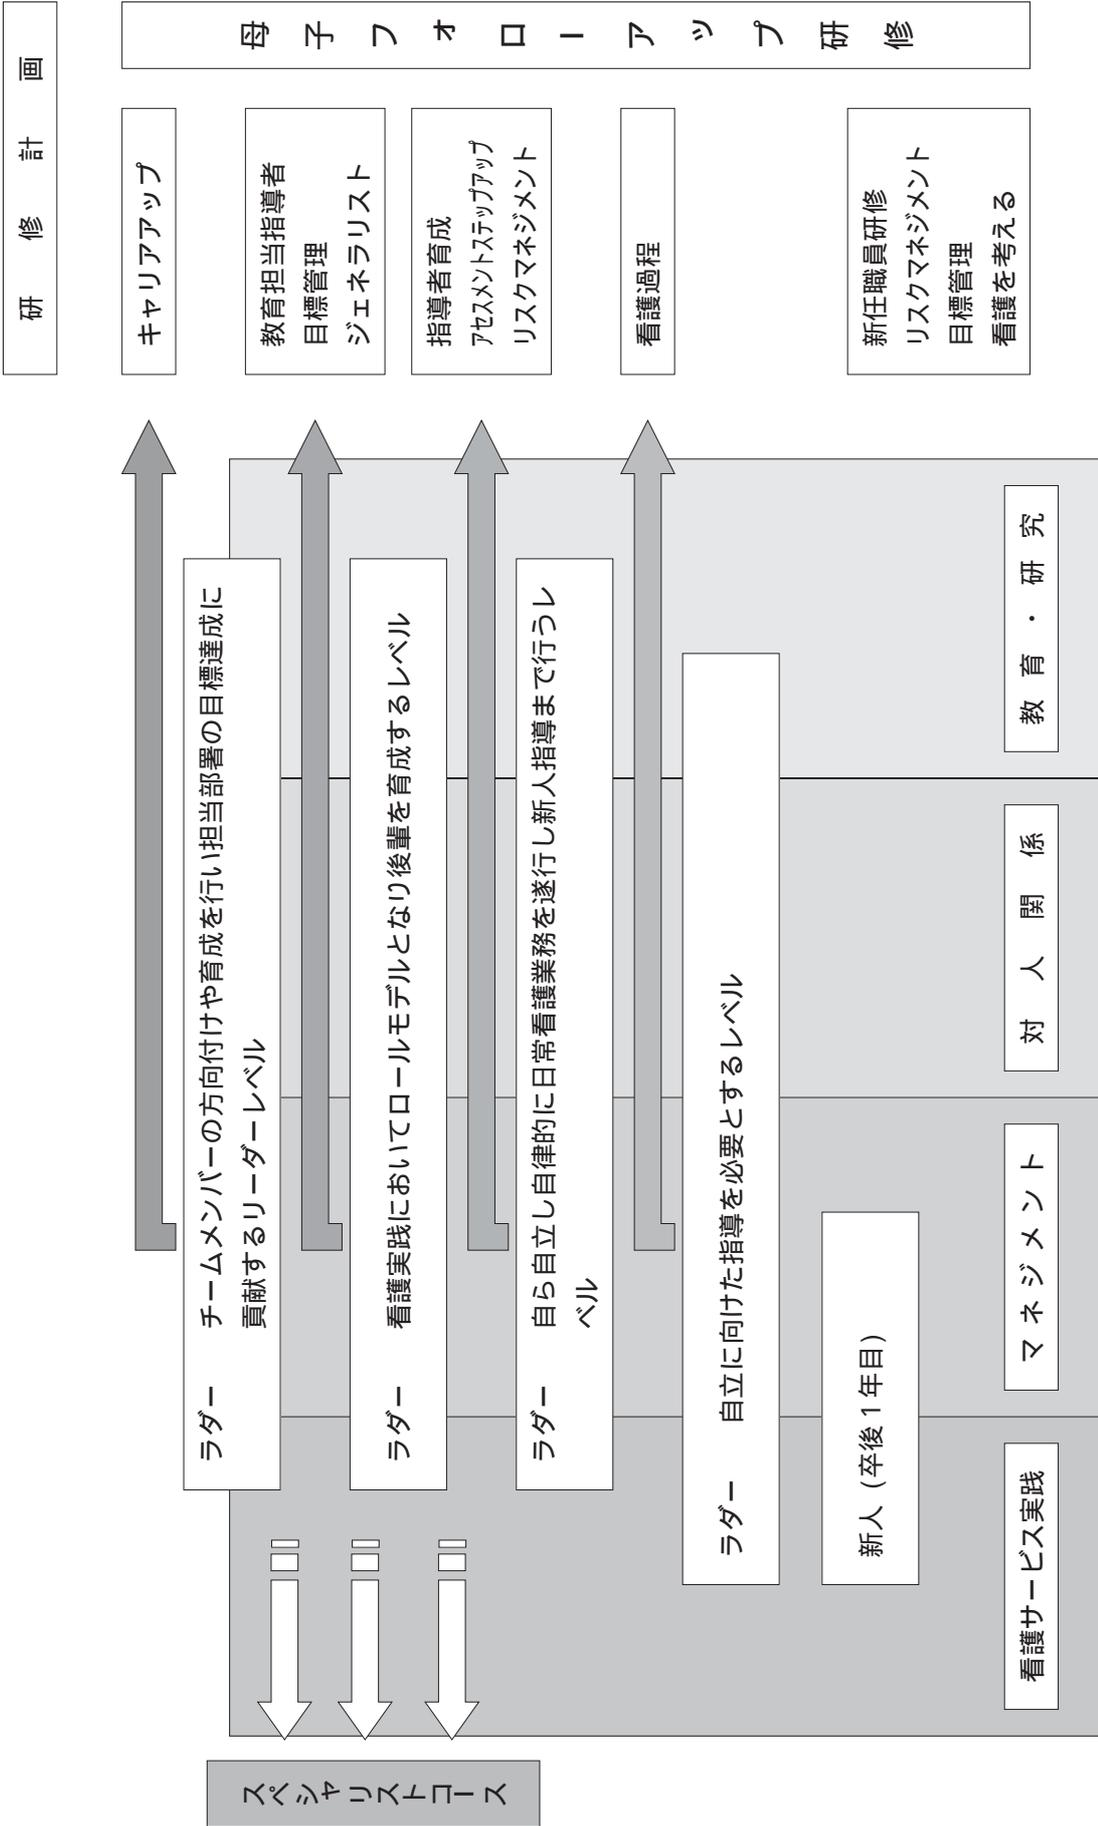 研修計画
キャリアアップ
教育担当指導者
目標管理
ジェネラリスト
指導者育成
アセスメントステップアップ
リスクマネジメント
看護過程
新任職員研修
リスクマネジメント
目標管理
看護を考える
母子フォローアップ研修
ラダー　チームメンバーの方向付けや育成を行い担当部署の目標達成に
貢献するリーダーレベル
ラダー　看護実践においてロールモデルとなり後輩を育成するレベル
ラダー　自ら自立し自律的に日常看護業務を遂行し新人指導まで行うレ
ベル
ラダー　自立に向けた指導を必要とするレベル
新人（卒後１年目）
スペシャリストコース
看護サービス実践
マネジメント
対人関係
教育・研究